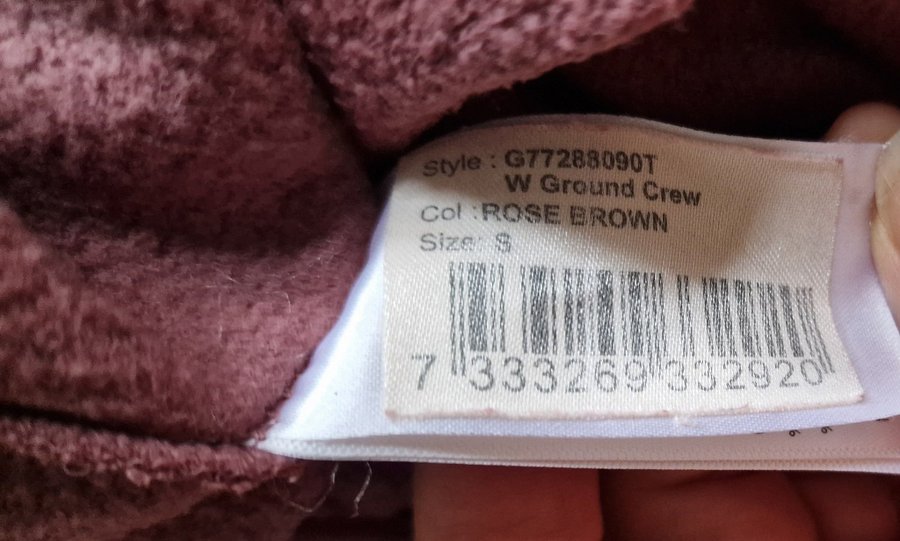 Style : G77288090T
W Ground Crew
Col : ROSE BROWN
Size: S
7 333269 332920